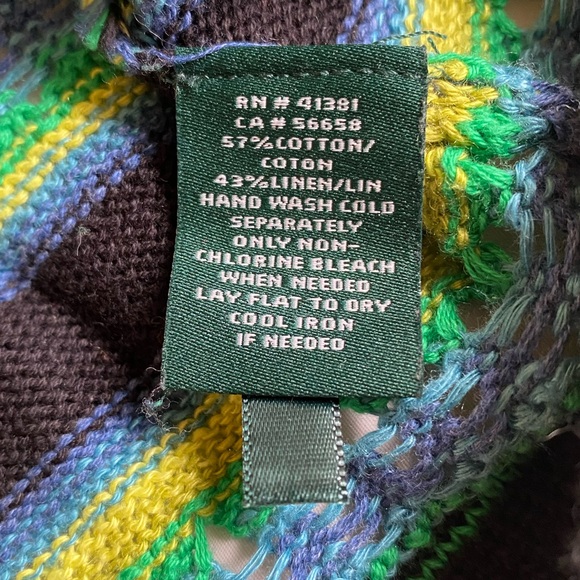 RN # 41381
CA # 56658
57% COTTON/
COTON
43% LINEN/LIN
HAND WASH COLD
SEPARATELY
ONLY NON-
CHLORINE BLEACH
WHEN NEEDED
LAY FLAT TO DRY
COOL IRON
IF NEEDED